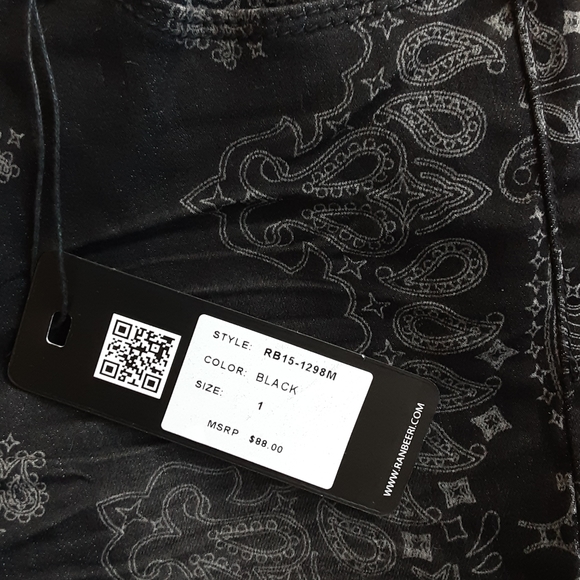 STYLE: RB15-1298M
COLOR: BLACK
SIZE: 1
MSRP $88.00
WWW.RANBEERI.COM